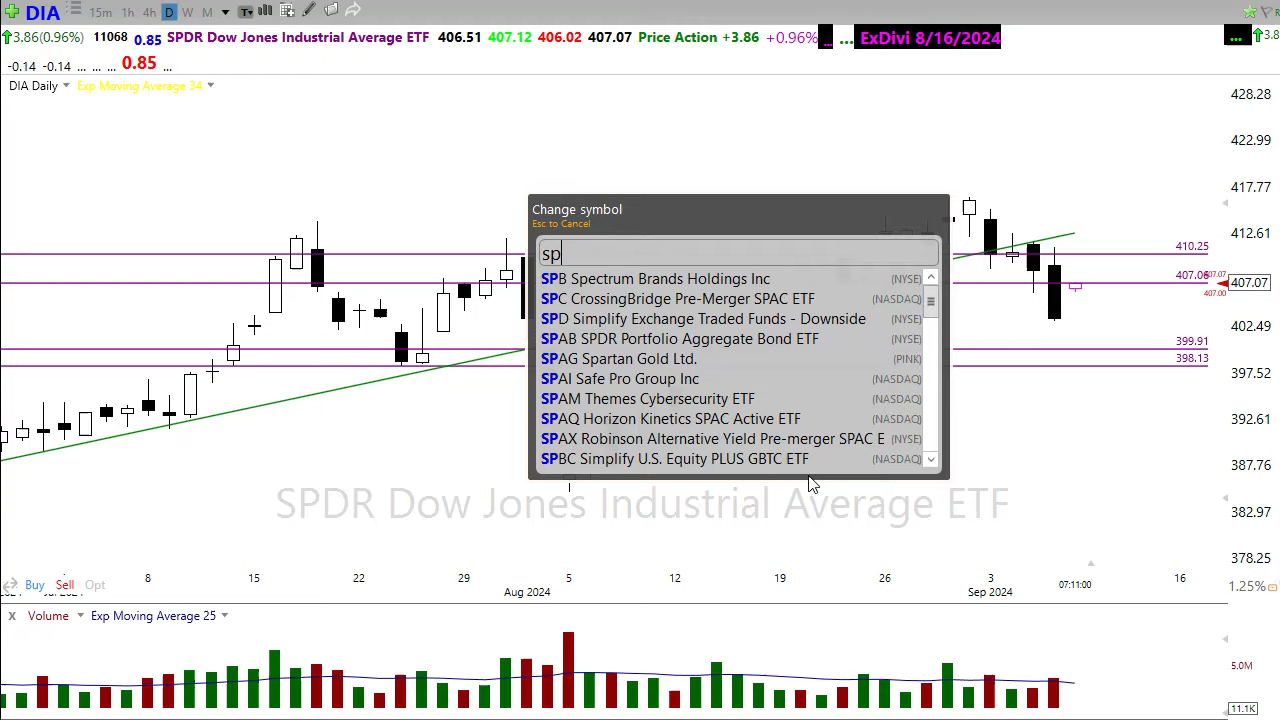 DIA 15m 1h 4h D W M T
3.86(0.96%) 11068 0.85 SPDR Dow Jones Industrial Average ETF 406.51 407.12 406.02 407.07 Price Action +3.86 +0.96% ... ... ExDivi 8/16/2024 ... 3.8
-0.14 -0.14 ... ... ... 0.85 ...
DIA Daily Exp Moving Average 34
428.28
422.99
417.77
412.61
410.25
407.06
407.07
407.07
407.00
402.49
399.91
398.13
397.52
392.61
387.76
382.97
378.25
Change symbol
Esc to Cancel
sp
SPB Spectrum Brands Holdings Inc (NYSE)
SPC CrossingBridge Pre-Merger SPAC ETF (NASDAQ)
SPD Simplify Exchange Traded Funds - Downside (NYSE)
SPAB SPDR Portfolio Aggregate Bond ETF (NYSE)
SPAG Spartan Gold Ltd. (PINK)
SPAI Safe Pro Group Inc (NASDAQ)
SPAM Themes Cybersecurity ETF (NASDAQ)
SPAQ Horizon Kinetics SPAC Active ETF (NASDAQ)
SPAX Robinson Alternative Yield Pre-merger SPAC E (NYSE)
SPBC Simplify U.S. Equity PLUS GBTC ETF (NASDAQ)
SPDR Dow Jones Industrial Average ETF
8 15 22 29 5 12 19 26 3 07:11:00 16
Buy Sell Opt 1.25%
Aug 2024 Sep 2024
X Volume Exp Moving Average 25
5.0M
11.1K